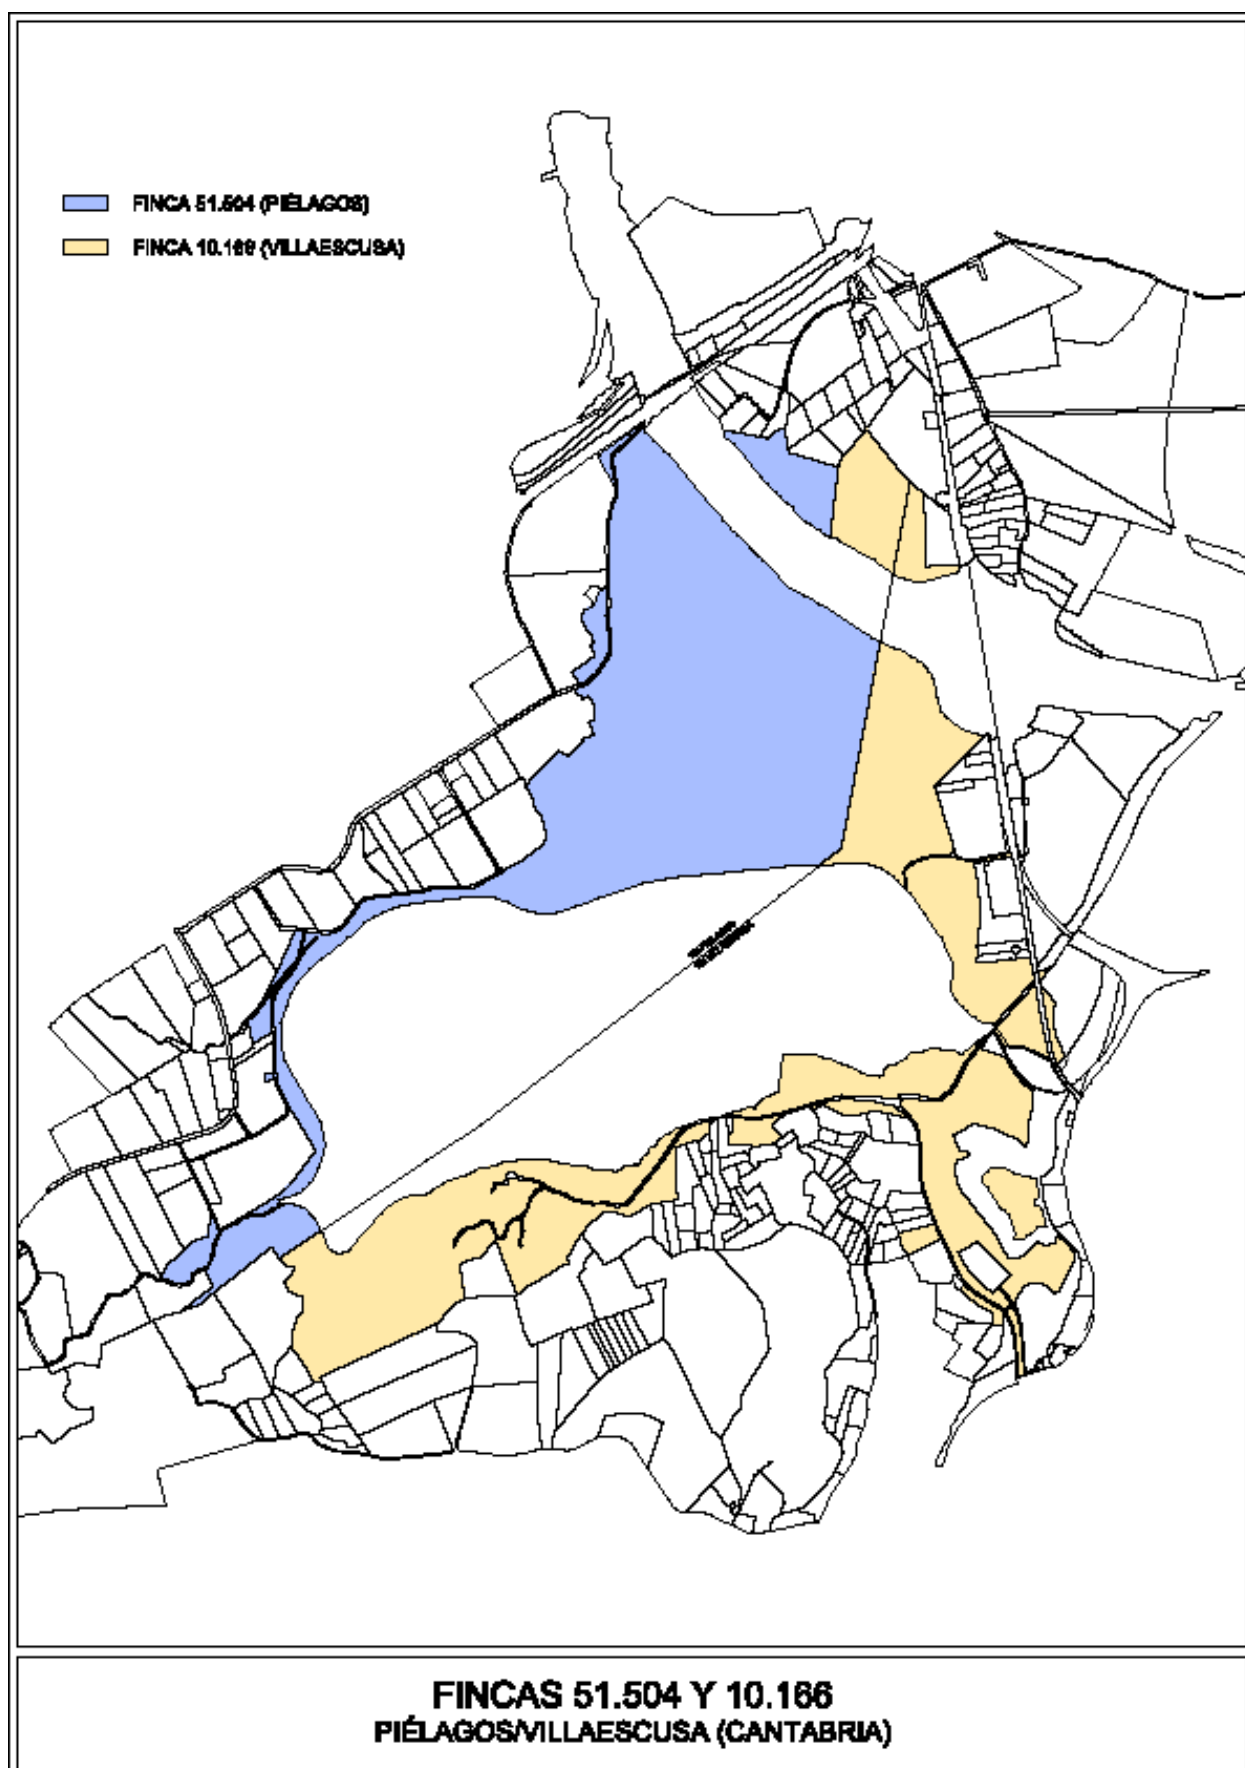 FINCA 51.504 (PIÉLAGOS)
FINCA 10.166 (VILLAESCUSA)
FINCAS 51.504 Y 10.166
PIÉLAGOS/VILLAESCUSA (CANTABRIA)